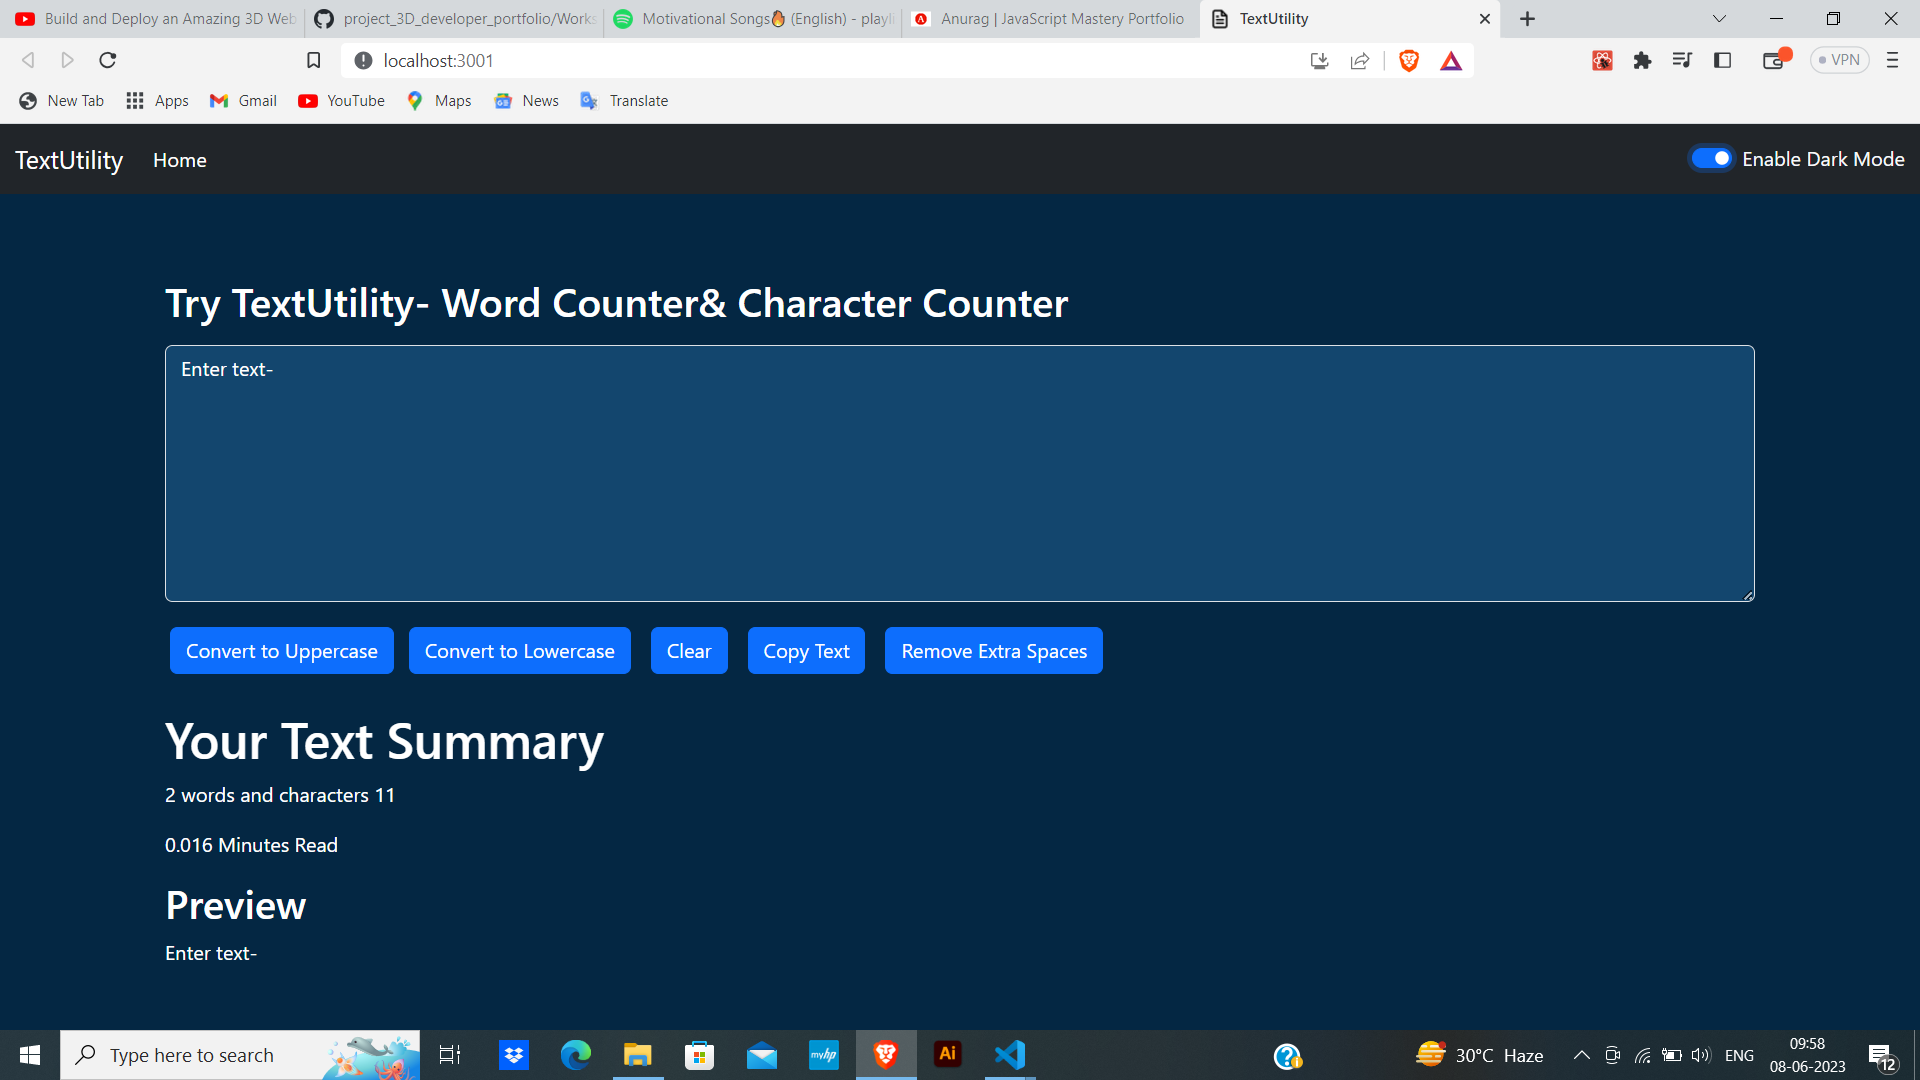 Build and Deploy an Amazing 3D Web
project_3D_developer_portfolio/Works
Motivational Songs🔥 (English) - playli
Anurag | JavaScript Mastery Portfolio
TextUtility
localhost:3001
VPN
New Tab
Apps
Gmail
YouTube
Maps
News
Translate
TextUtility
Home
Enable Dark Mode
Try TextUtility- Word Counter& Character Counter
Enter text-
Convert to Uppercase
Convert to Lowercase
Clear
Copy Text
Remove Extra Spaces
Your Text Summary
2 words and characters 11
0.016 Minutes Read
Preview
Enter text-
Type here to search
myhp
Ai
30°C Haze
ENG
09:58
08-06-2023
12